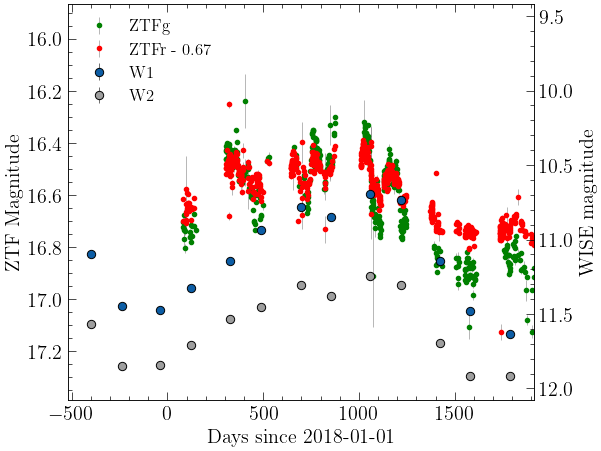 ZTFg
ZTFr - 0.67
W1
W2
16.0
16.2
16.4
16.6
16.8
17.0
17.2
ZTF Magnitude
9.5
10.0
10.5
11.0
11.5
12.0
WISE magnitude
−500
0
500
1000
1500
Days since 2018-01-01